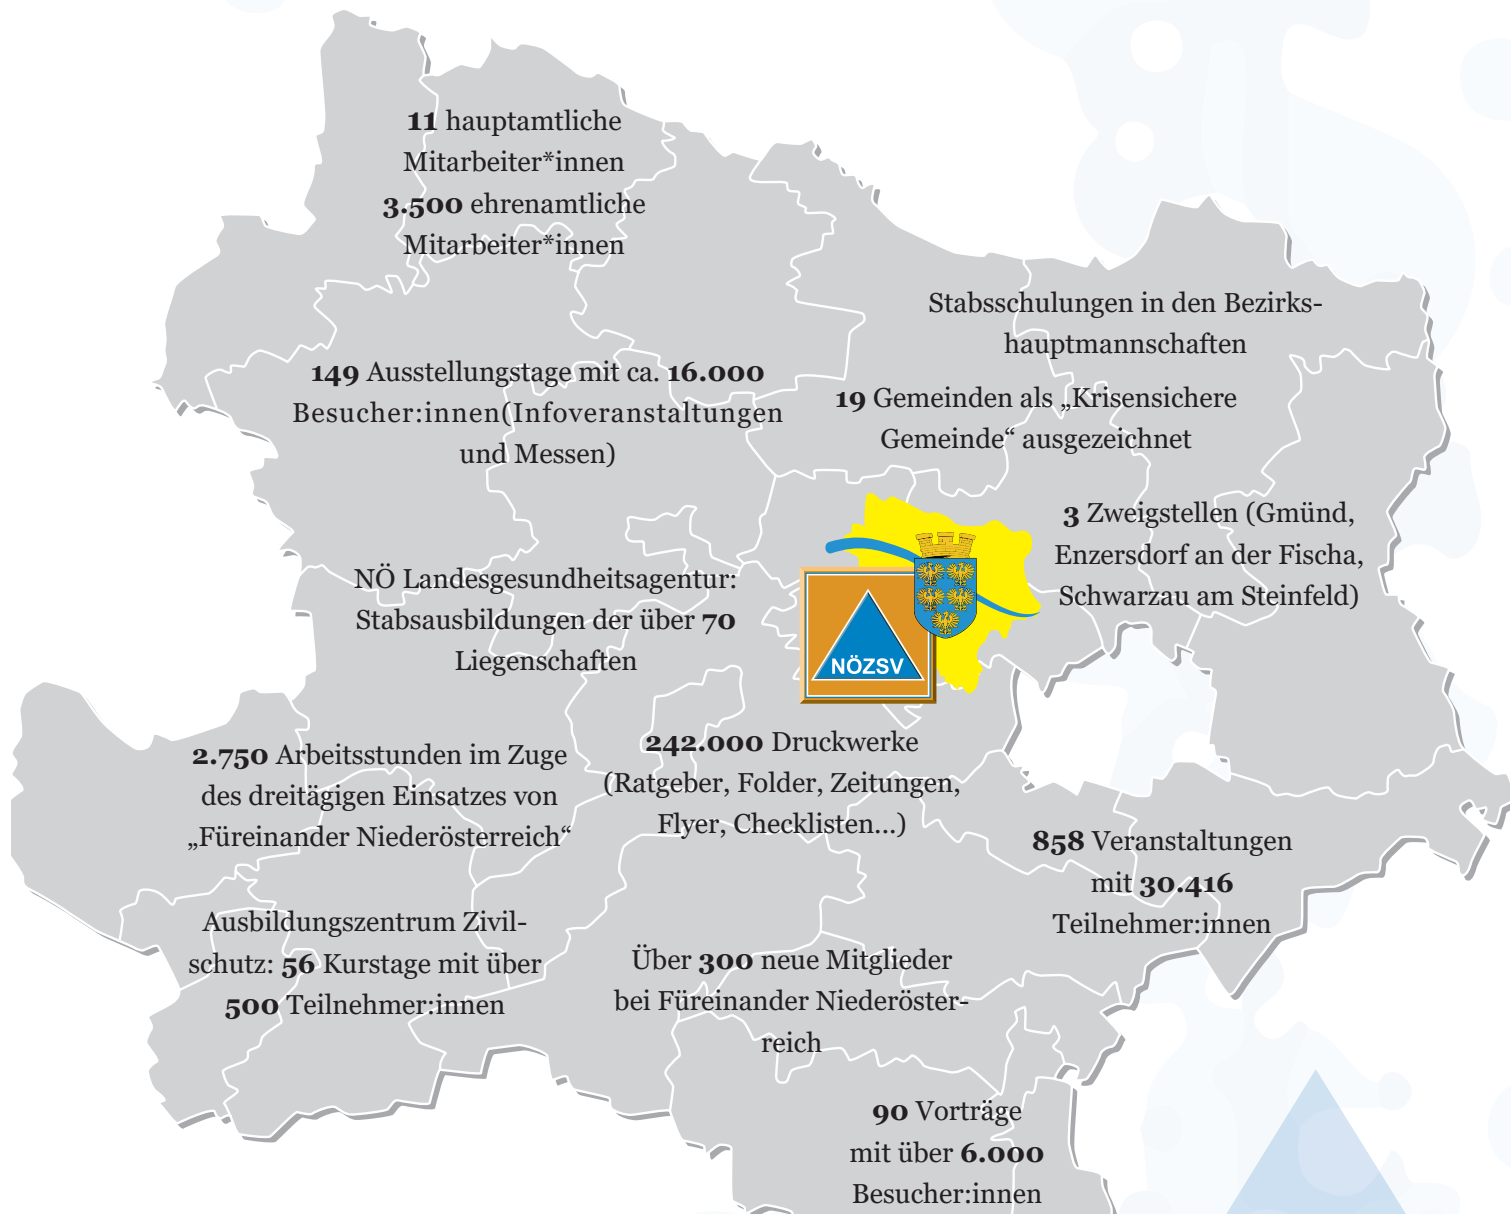 11 hauptamtliche
Mitarbeiter*innen
3.500 ehrenamtliche
Mitarbeiter*innen
Stabsschulungen in den Bezirks-
hauptmannschaften
149 Ausstellungstage mit ca. 16.000
Besucher:innen(Infoveranstaltungen
und Messen)
19 Gemeinden als „Krisensichere
Gemeinde“ ausgezeichnet
3 Zweigstellen (Gmünd,
Enzersdorf an der Fischa,
Schwarzau am Steinfeld)
NÖ Landesgesundheitsagentur:
Stabsausbildungen der über 70
Liegenschaften
NÖZSV
2.750 Arbeitsstunden im Zuge
des dreitägigen Einsatzes von
„Füreinander Niederösterreich“
242.000 Druckwerke
(Ratgeber, Folder, Zeitungen,
Flyer, Checklisten...)
858 Veranstaltungen
mit 30.416
Teilnehmer:innen
Ausbildungszentrum Zivil-
schutz: 56 Kurstage mit über
500 Teilnehmer:innen
Über 300 neue Mitglieder
bei Füreinander Niederöster-
reich
90 Vorträge
mit über 6.000
Besucher:innen